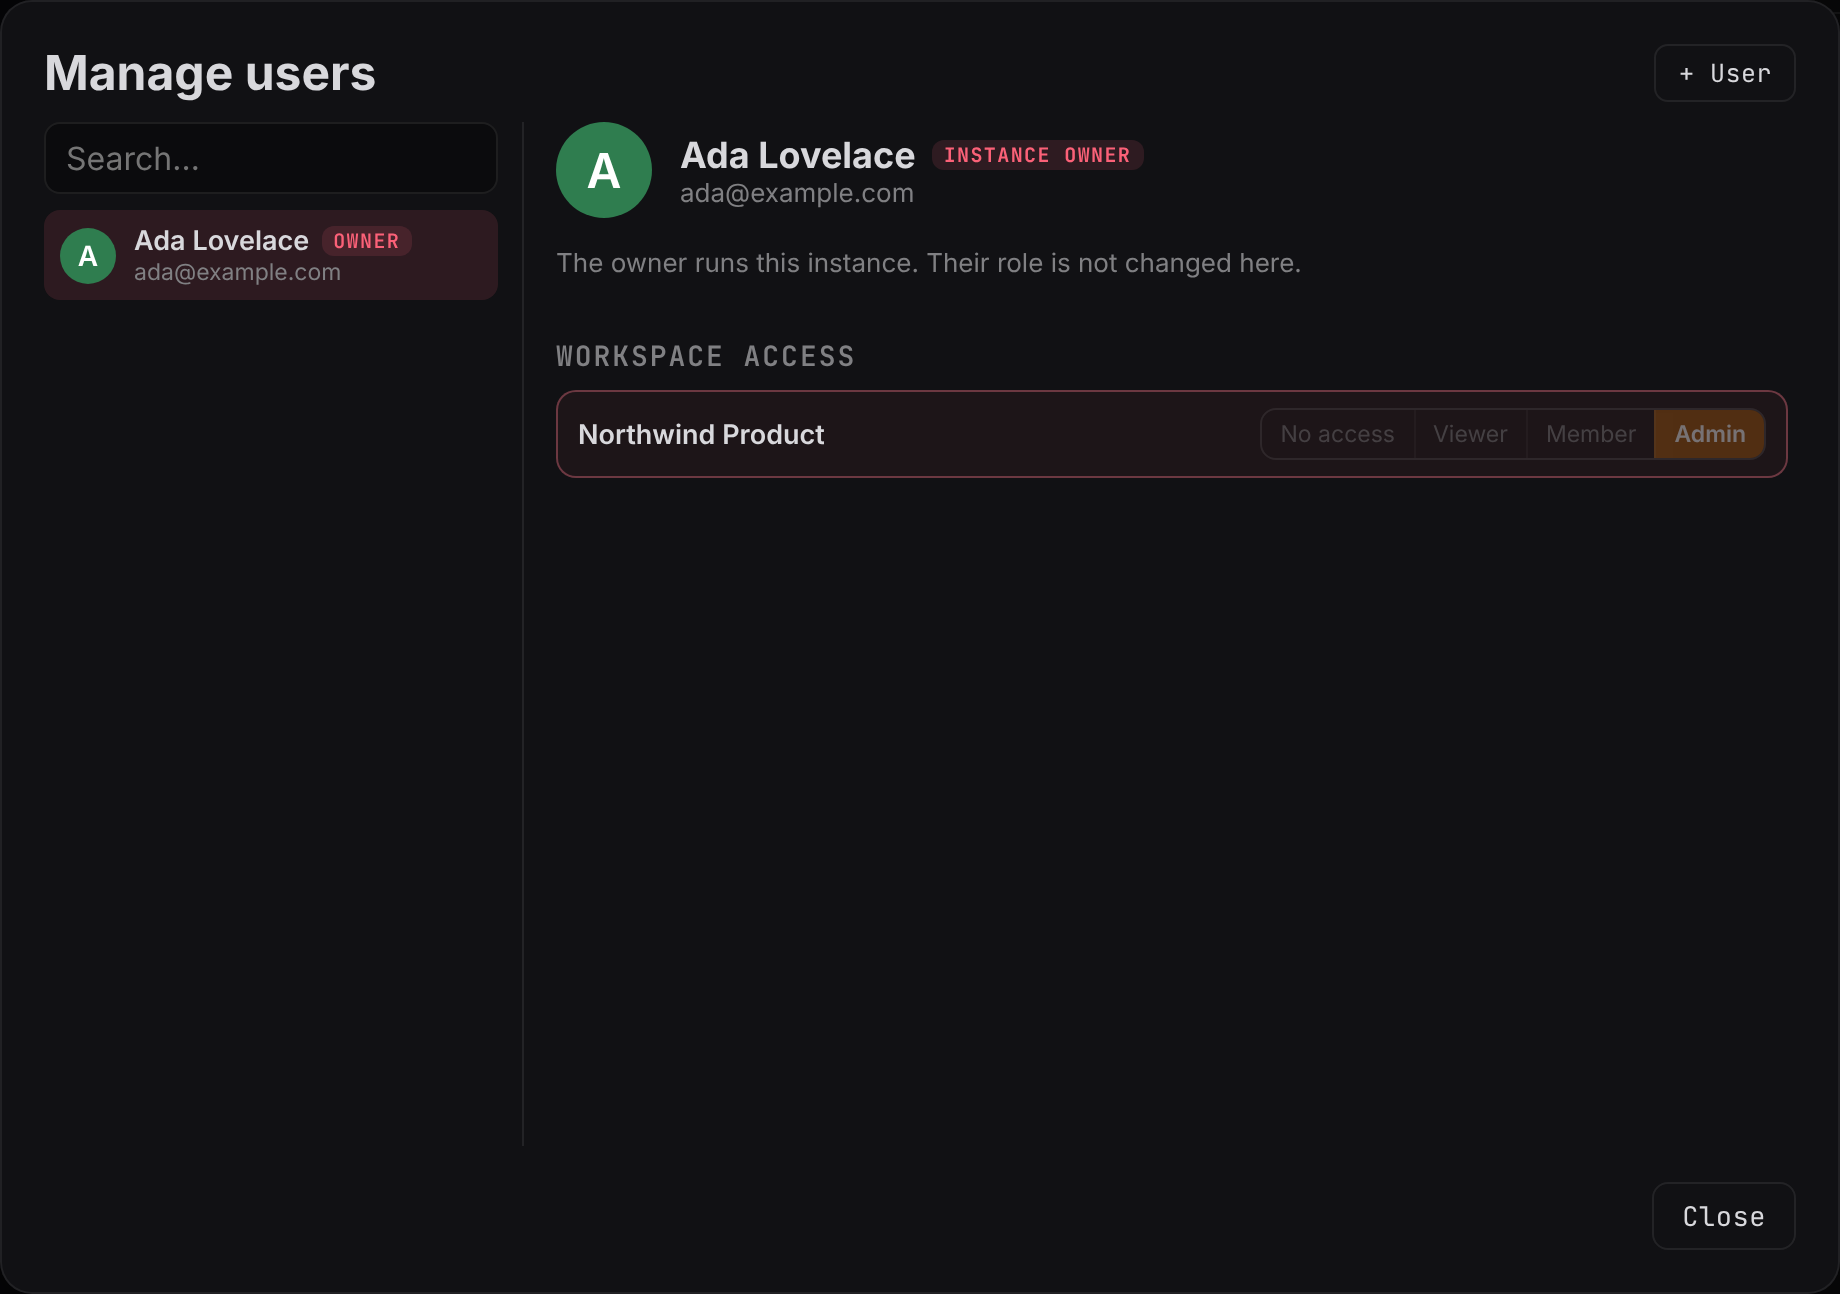 Manage users
+ User
Search...
A
Ada Lovelace OWNER
ada@example.com
A
Ada Lovelace INSTANCE OWNER
ada@example.com
The owner runs this instance. Their role is not changed here.
WORKSPACE ACCESS
Northwind Product No access Viewer Member Admin
Close